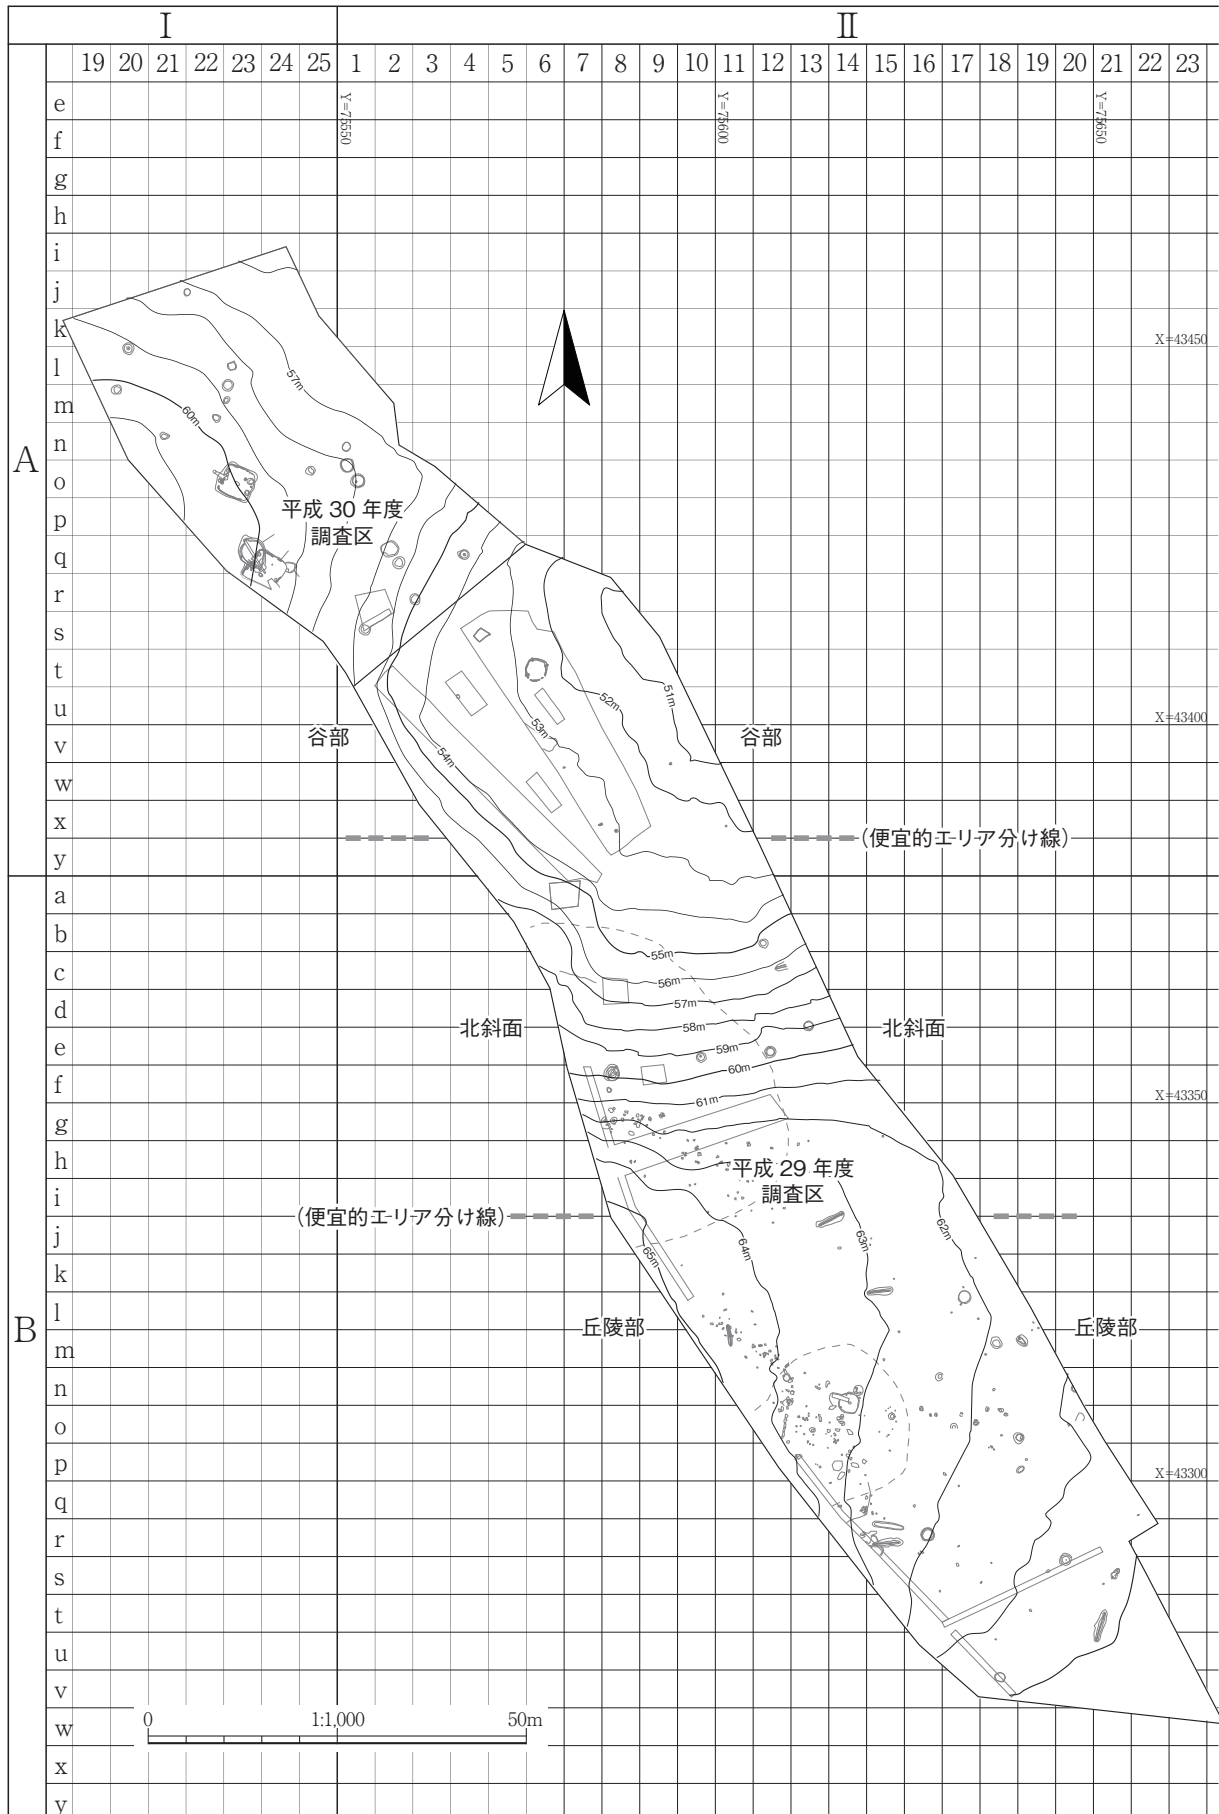 I II
19 20 21 22 23 24 25 1 2 3 4 5 6 7 8 9 10 11 12 13 14 15 16 17 18 19 20 21 22 23
A
e
f
g
h
i
j
k
l
m
n
o
p
q
r
s
t
u
v
w
x
y
B
a
b
c
d
e
f
g
h
i
j
k
l
m
n
o
p
q
r
s
t
u
v
w
x
y
Y=75550
Y=75600
Y=75650
X=43450
X=43400
X=43350
X=43300
57m
60m
平成 30 年度
調査区
51m
52m
53m
54m
谷部
谷部
(便宜的エリア分け線)
55m
56m
57m
58m
59m
60m
61m
北斜面
北斜面
平成 29 年度
調査区
(便宜的エリア分け線)
62m
63m
64m
65m
丘陵部
丘陵部
0 1:1,000 50m